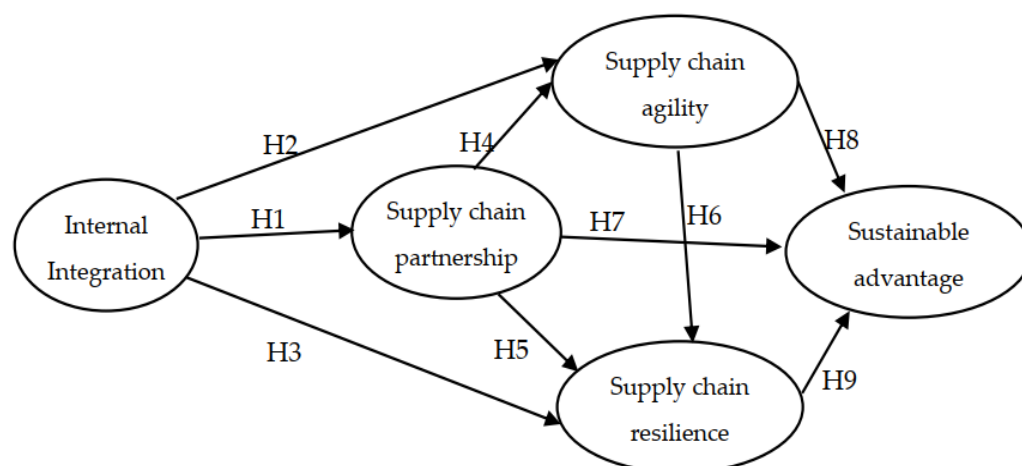 Supply chain
agility
H2
H4
H8
Internal
Integration
H1
Supply chain
partnership
H7
H6
Sustainable
advantage
H3
H5
Supply chain
resilience
H9